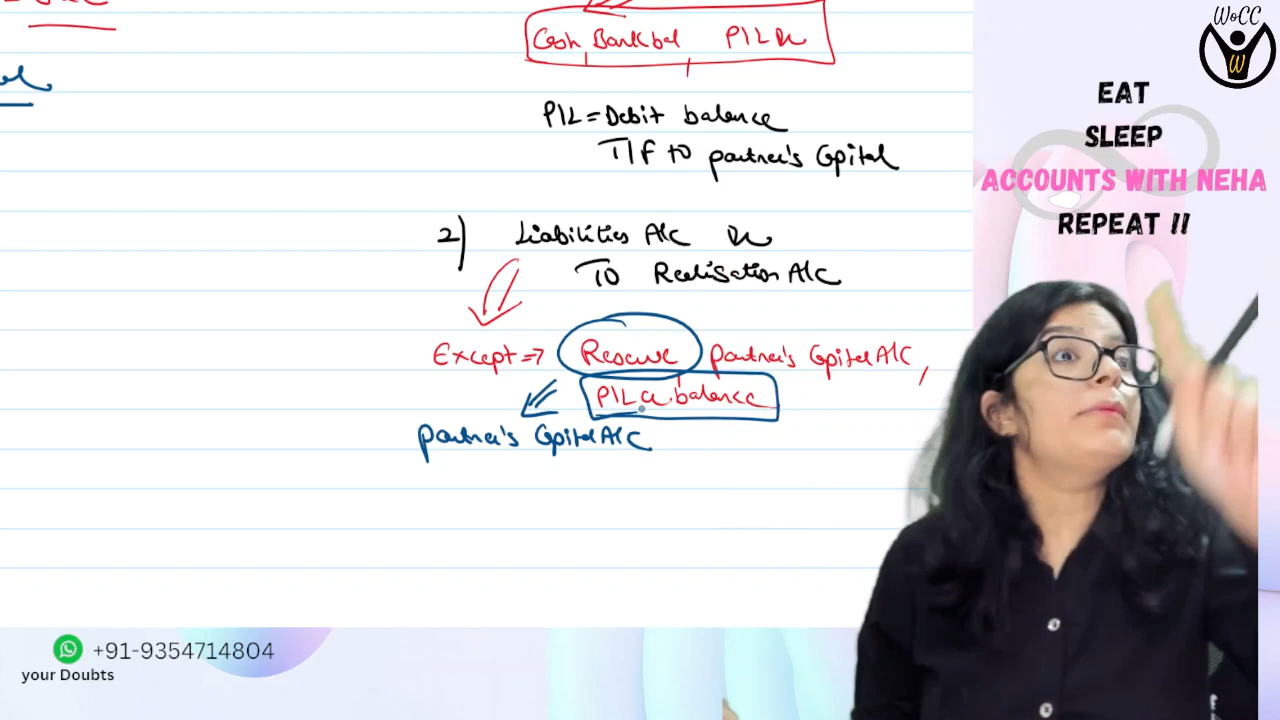 Cash Bank bal P/L Dr
P/L = Debit balance
T/F to partner's Capital
2) Liabilities A/c Dr
To Realisation A/c
Except => Reserve partner's Capital A/C,
P/L cr. balance
partner's Capital A/c
WoCC
W
EAT
SLEEP
ACCOUNTS WITH NEHA
REPEAT !!
+91-9354714804
your Doubts